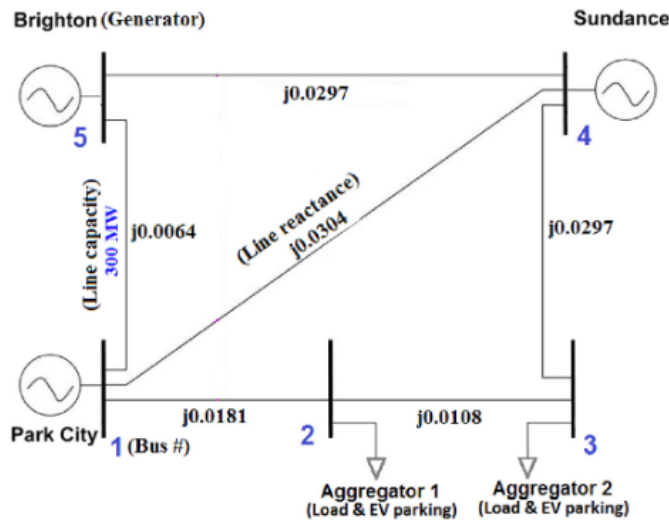 Brighton (Generator)
Sundance
j0.0297
5
4
(Line capacity)
300 MW
j0.0064
(Line reactance)
j0.0304
j0.0297
j0.0181
j0.0108
Park City
1 (Bus #)
2
3
Aggregator 1
(Load & EV parking)
Aggregator 2
(Load & EV parking)